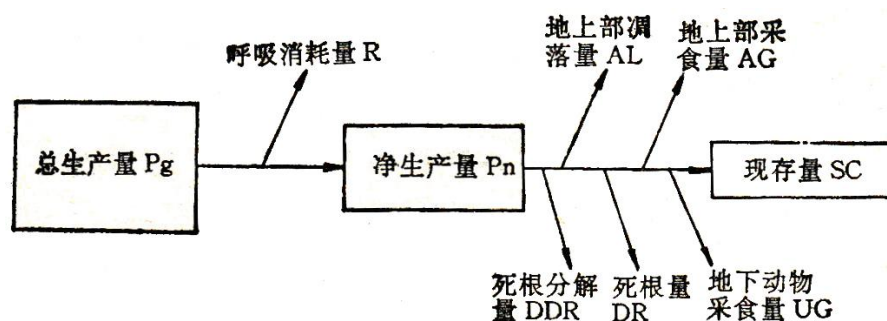 呼吸消耗量 R
地上部凋
落量 AL
地上部采
食量 AG
总生产量 Pg
净生产量 Pn
现存量 SC
死根分解
量 DDR
死根量
DR
地下动物
采食量 UG